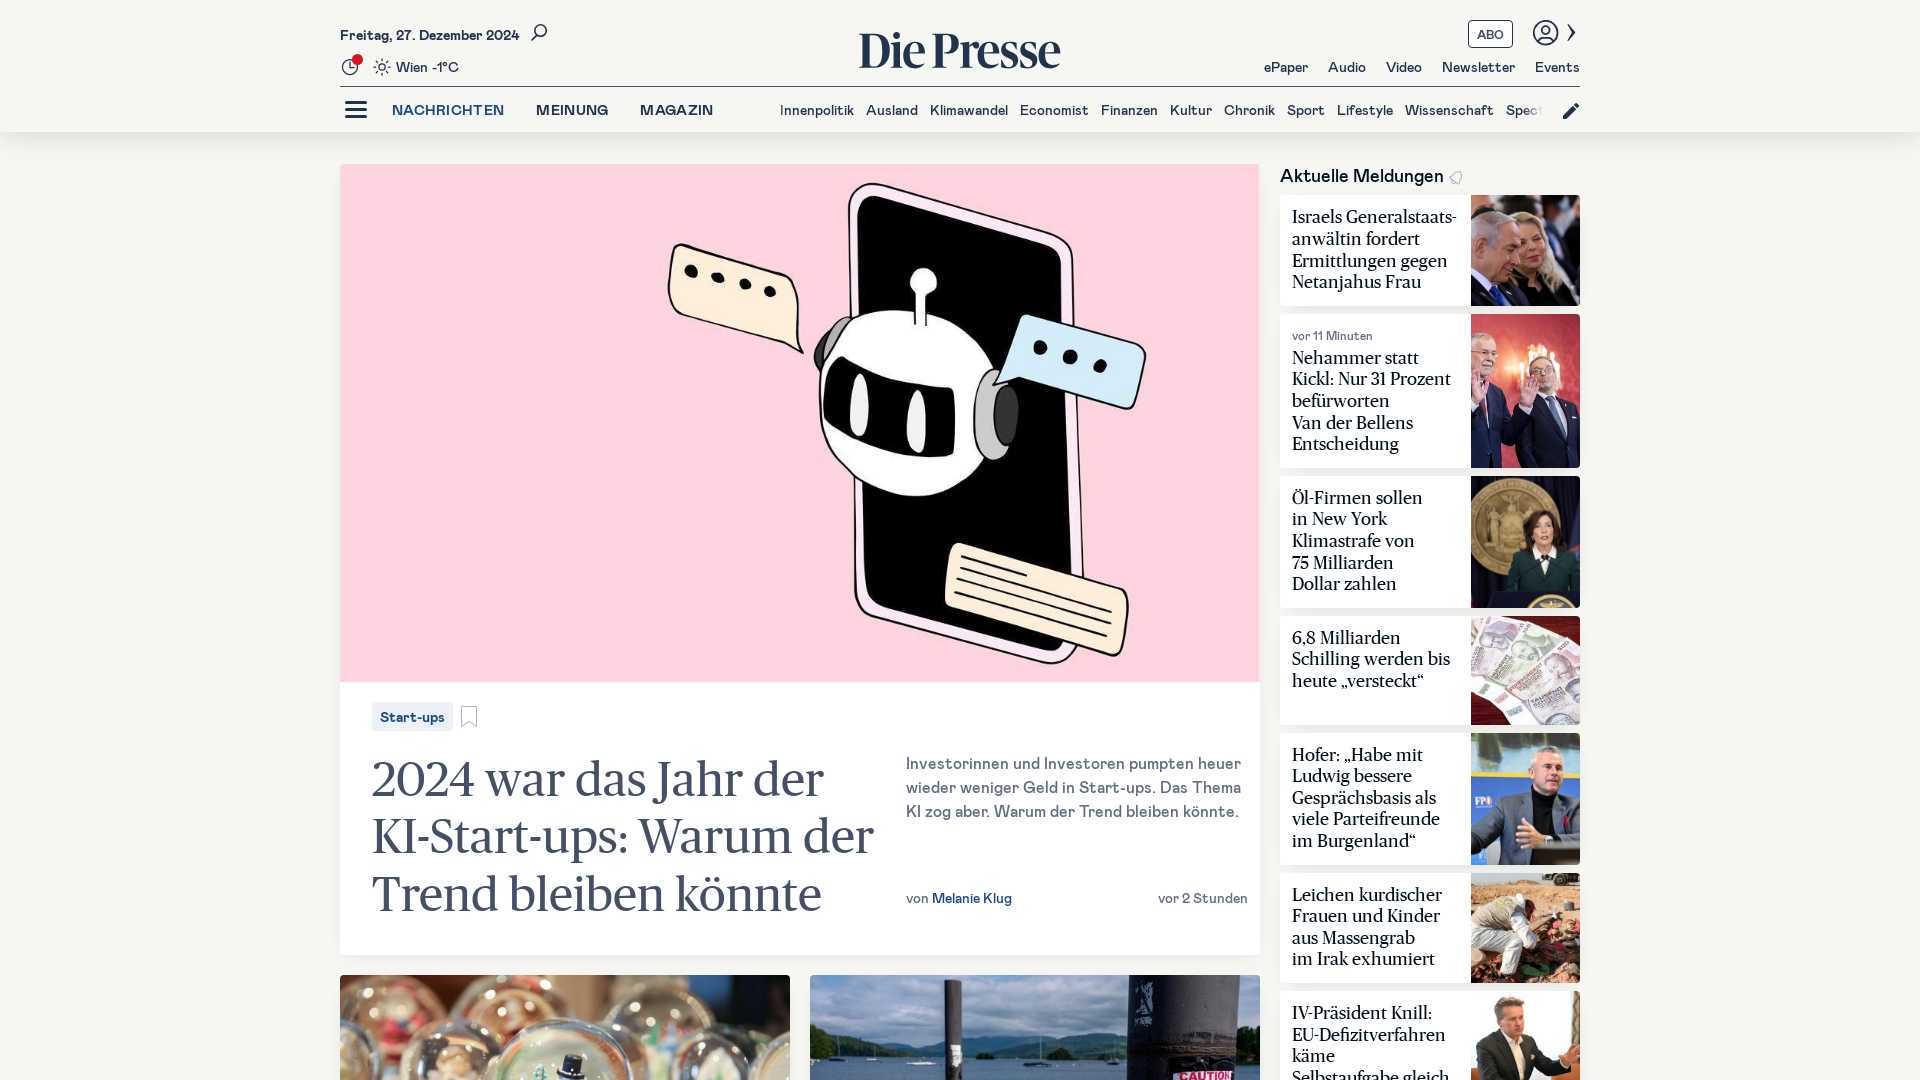 Freitag, 27. Dezember 2024
Wien -1°C
Die Presse
ABO
ePaper Audio Video Newsletter Events
NACHRICHTEN MEINUNG MAGAZIN
Innenpolitik Ausland Klimawandel Economist Finanzen Kultur Chronik Sport Lifestyle Wissenschaft Spect
Start-ups
2024 war das Jahr der
KI-Start-ups: Warum der
Trend bleiben könnte
Investorinnen und Investoren pumpten heuer
wieder weniger Geld in Start-ups. Das Thema
KI zog aber. Warum der Trend bleiben könnte.
von Melanie Klug
vor 2 Stunden
CAUTION
Aktuelle Meldungen
Israels Generalstaats-
anwältin fordert
Ermittlungen gegen
Netanjahus Frau
vor 11 Minuten
Nehammer statt
Kickl: Nur 31 Prozent
befürworten
Van der Bellens
Entscheidung
Öl-Firmen sollen
in New York
Klimastrafe von
75 Milliarden
Dollar zahlen
6,8 Milliarden
Schilling werden bis
heute „versteckt“
Hofer: „Habe mit
Ludwig bessere
Gesprächsbasis als
viele Parteifreunde
im Burgenland“
FPÖ
Leichen kurdischer
Frauen und Kinder
aus Massengrab
im Irak exhumiert
IV-Präsident Knill:
EU-Defizitverfahren
käme
Selbstaufgabe gleich